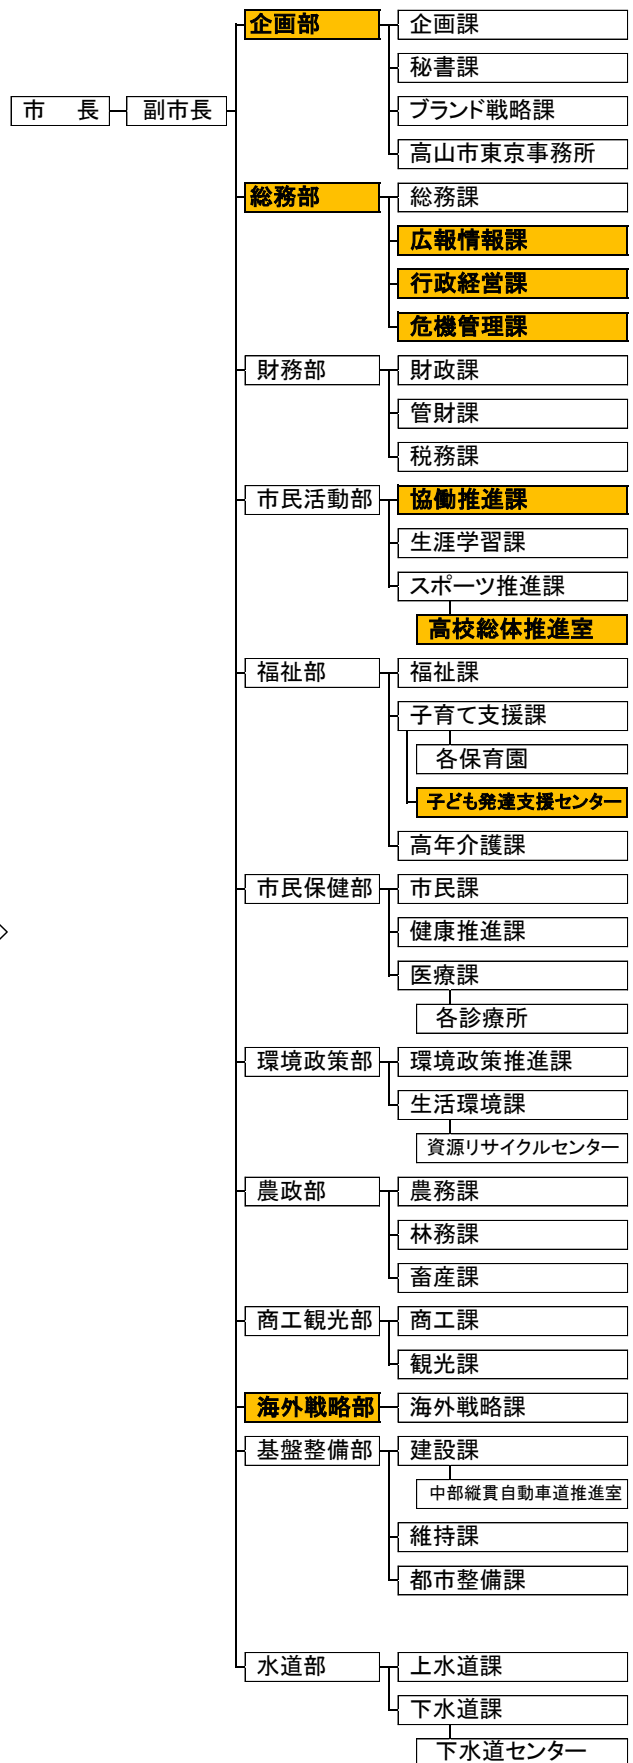 企画部
企画課
秘書課
市　長
副市長
ブランド戦略課
高山市東京事務所
総務部
総務課
広報情報課
行政経営課
危機管理課
財務部
財政課
管財課
税務課
市民活動部
協働推進課
生涯学習課
スポーツ推進課
高校総体推進室
福祉部
福祉課
子育て支援課
各保育園
子ども発達支援センター
高年介護課
市民保健部
市民課
健康推進課
医療課
各診療所
環境政策部
環境政策推進課
生活環境課
資源リサイクルセンター
農政部
農務課
林務課
畜産課
商工観光部
商工課
観光課
海外戦略部
海外戦略課
基盤整備部
建設課
中部縦貫自動車道推進室
維持課
都市整備課
水道部
上水道課
下水道課
下水道センター